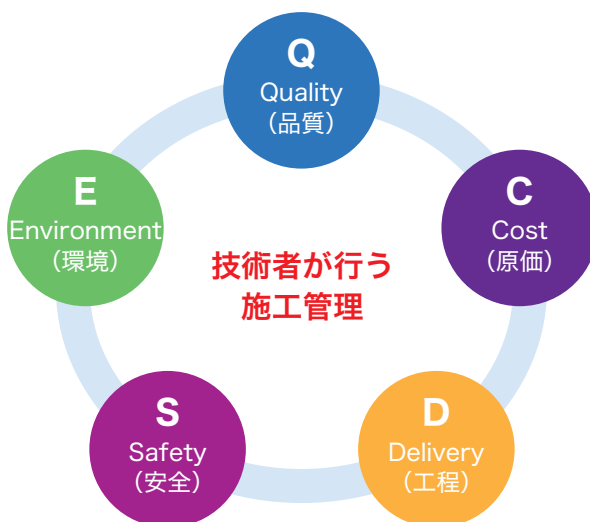 Q
Quality
（品質）
C
Cost
（原価）
D
Delivery
（工程）
S
Safety
（安全）
E
Environment
（環境）
技術者が行う
施工管理